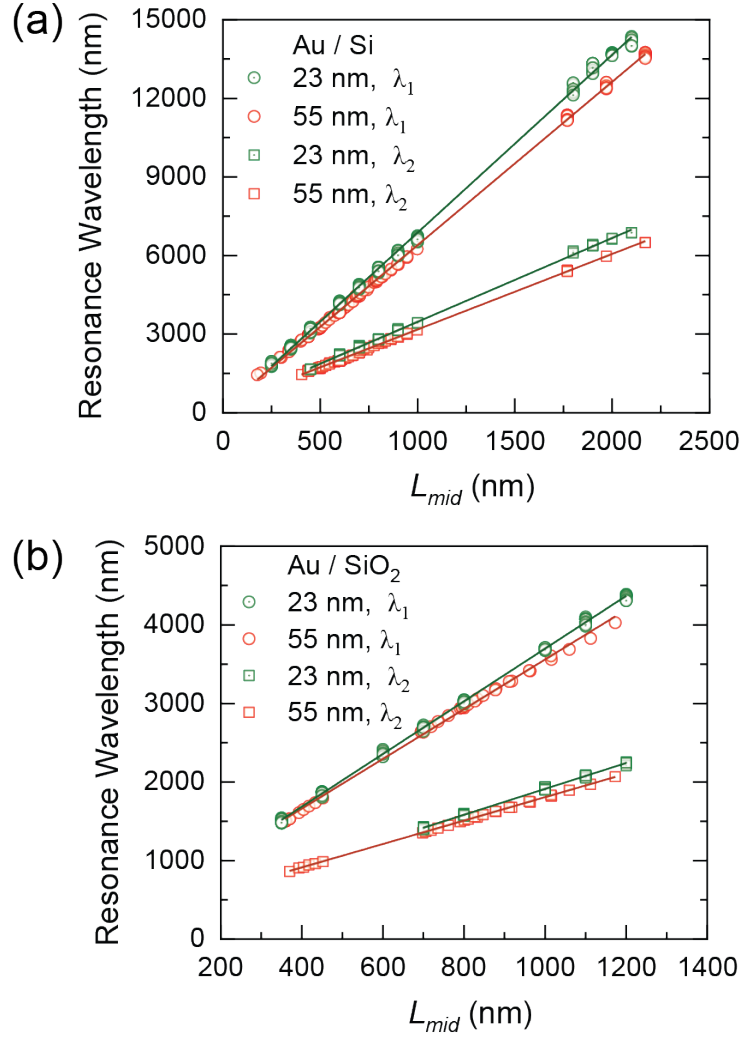 (a)
Au / Si
23 nm, λ₁
55 nm, λ₁
23 nm, λ₂
55 nm, λ₂
Resonance Wavelength (nm)
15000
12000
9000
6000
3000
0
0 500 1000 1500 2000 2500
L_mid (nm)
(b)
Au / SiO₂
23 nm, λ₁
55 nm, λ₁
23 nm, λ₂
55 nm, λ₂
Resonance Wavelength (nm)
5000
4000
3000
2000
1000
0
200 400 600 800 1000 1200 1400
L_mid (nm)